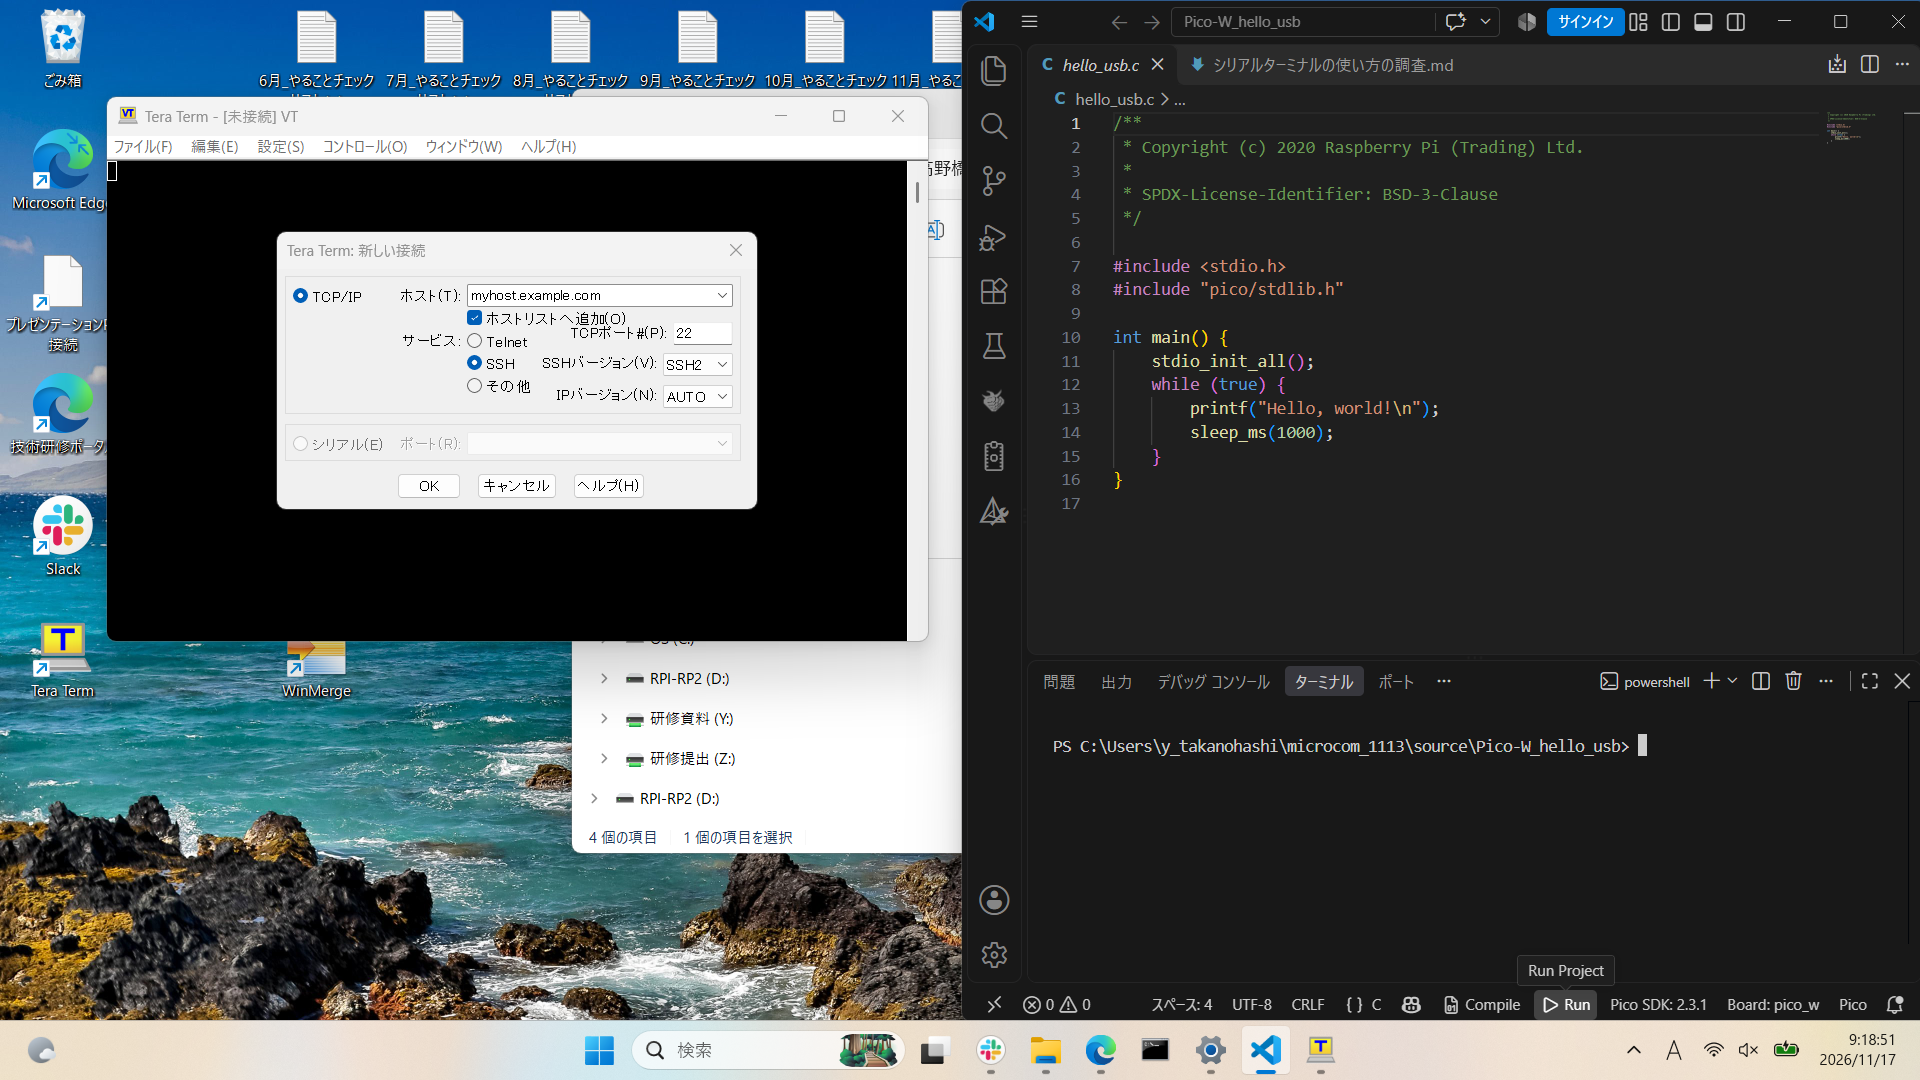 ごみ箱
6月_やることチェック
7月_やることチェック
8月_やることチェック
9月_やることチェック
10月_やることチェック
11月_やるこ
Microsoft Edge
プレゼンテーションP
接続
技術研修ポータ
Slack
Tera Term
WinMerge
Tera Term - [未接続] VT
ファイル(F) 編集(E) 設定(S) コントロール(O) ウィンドウ(W) ヘルプ(H)
Tera Term: 新しい接続
TCP/IP ホスト(T): myhost.example.com
ホストリストへ追加(O)
サービス: Telnet TCPポート#(P): 22
SSH SSHバージョン(V): SSH2
その他 IPバージョン(N): AUTO
シリアル(E) ポート(R):
OK キャンセル ヘルプ(H)
高野橋
RPI-RP2 (D:)
研修資料 (Y:)
研修提出 (Z:)
RPI-RP2 (D:)
4 個の項目 1 個の項目を選択
Pico-W_hello_usb
サインイン
C hello_usb.c シリアルターミナルの使い方の調査.md
C hello_usb.c > ...
1 /**
2 * Copyright (c) 2020 Raspberry Pi (Trading) Ltd.
3 *
4 * SPDX-License-Identifier: BSD-3-Clause
5 */
6
7 #include <stdio.h>
8 #include "pico/stdlib.h"
9
10 int main() {
11 stdio_init_all();
12 while (true) {
13 printf("Hello, world!\n");
14 sleep_ms(1000);
15 }
16 }
17
問題 出力 デバッグ コンソール ターミナル ポート ... powershell
PS C:\Users\y_takanohashi\microcom_1113\source\Pico-W_hello_usb>
Run Project
0 0 スペース: 4 UTF-8 CRLF {} C Compile Run Pico SDK: 2.3.1 Board: pico_w Pico
検索
A
9:18:51
2026/11/17